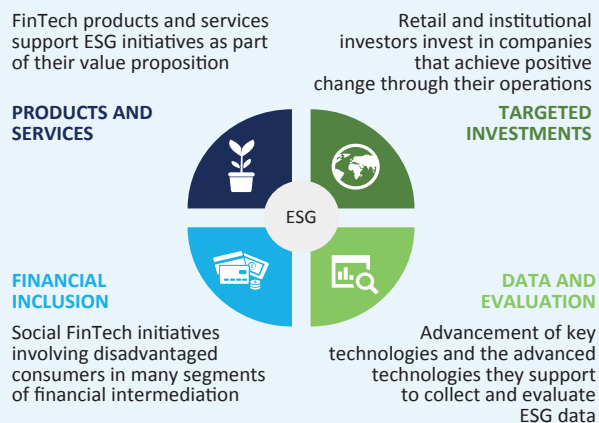 FinTech products and services
support ESG initiatives as part
of their value proposition
PRODUCTS AND
SERVICES
Retail and institutional
investors invest in companies
that achieve positive
change through their operations
TARGETED
INVESTMENTS
ESG
FINANCIAL
INCLUSION
Social FinTech initiatives
involving disadvantaged
consumers in many segments
of financial intermediation
DATA AND
EVALUATION
Advancement of key
technologies and the advanced
technologies they support
to collect and evaluate
ESG data